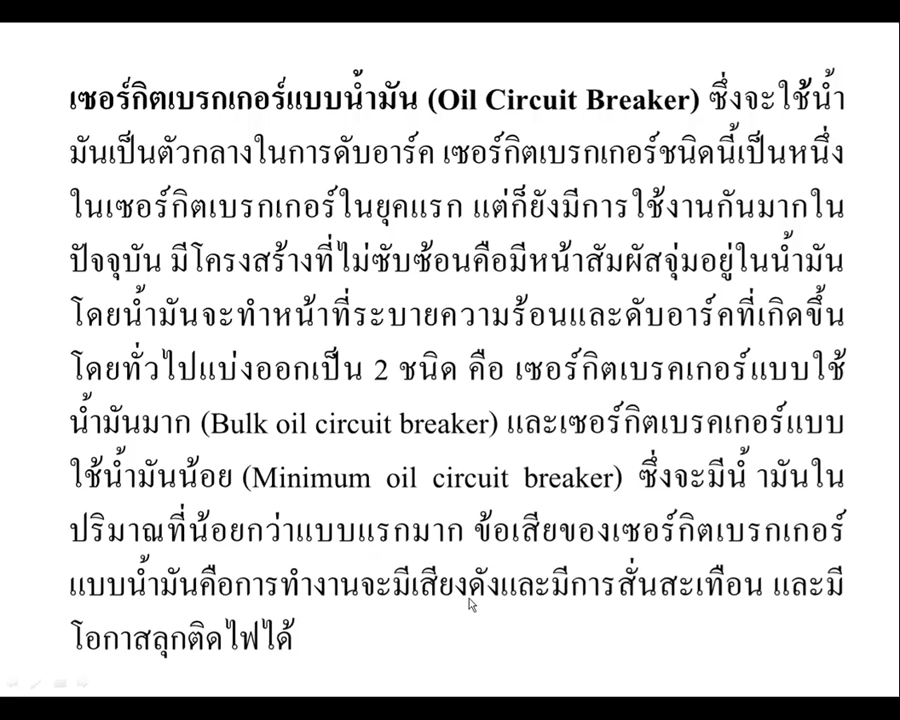 เซอร์กิตเบรกเกอร์แบบน้ำมัน (Oil Circuit Breaker) ซึ่งจะใช้น้ำ
มันเป็นตัวกลางในการดับอาร์ค เซอร์กิตเบรกเกอร์ชนิดนี้เป็นหนึ่ง
ในเซอร์กิตเบรกเกอร์ในยุคแรก แต่ก็ยังมีการใช้งานกันมากใน
ปัจจุบัน มีโครงสร้างที่ไม่ซับซ้อนคือมีหน้าสัมผัสจุ่มอยู่ในน้ำมัน
โดยน้ำมันจะทำหน้าที่ระบายความร้อนและดับอาร์คที่เกิดขึ้น
โดยทั่วไปแบ่งออกเป็น 2 ชนิด คือ เซอร์กิตเบรคเกอร์แบบใช้
น้ำมันมาก (Bulk oil circuit breaker) และเซอร์กิตเบรคเกอร์แบบ
ใช้น้ำมันน้อย (Minimum oil circuit breaker) ซึ่งจะมีน้ํ ามันใน
ปริมาณที่น้อยกว่าแบบแรกมาก ข้อเสียของเซอร์กิตเบรกเกอร์
แบบน้ำมันคือการทำงานจะมีเสียงดังและมีการสั่นสะเทือน และมี
โอกาสลุกติดไฟได้